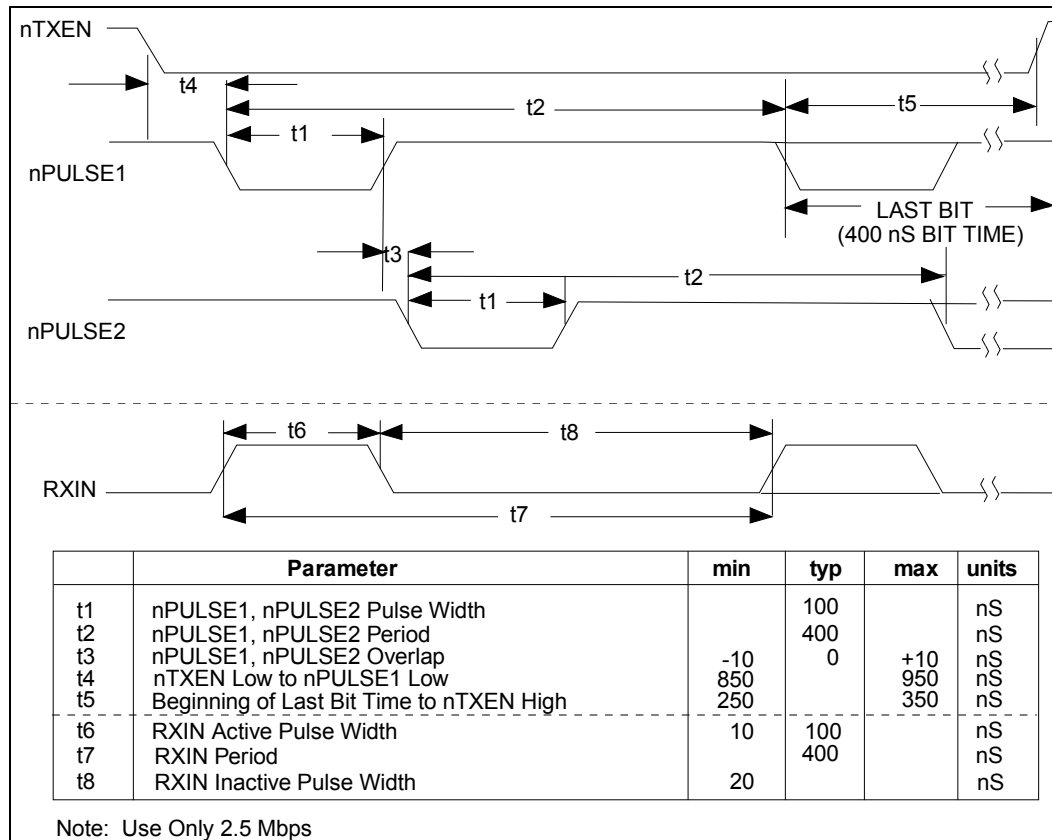 nTXEN
t4
t2
t5
t1
nPULSE1
LAST BIT
(400 nS BIT TIME)
t3
t2
t1
nPULSE2
t6
t8
RXIN
t7
Parameter min typ max units
t1 nPULSE1, nPULSE2 Pulse Width 100 nS
t2 nPULSE1, nPULSE2 Period 400 nS
t3 nPULSE1, nPULSE2 Overlap -10 0 +10 nS
t4 nTXEN Low to nPULSE1 Low 850 950 nS
t5 Beginning of Last Bit Time to nTXEN High 250 350 nS
t6 RXIN Active Pulse Width 10 100 nS
t7 RXIN Period 400 nS
t8 RXIN Inactive Pulse Width 20 nS
Note: Use Only 2.5 Mbps